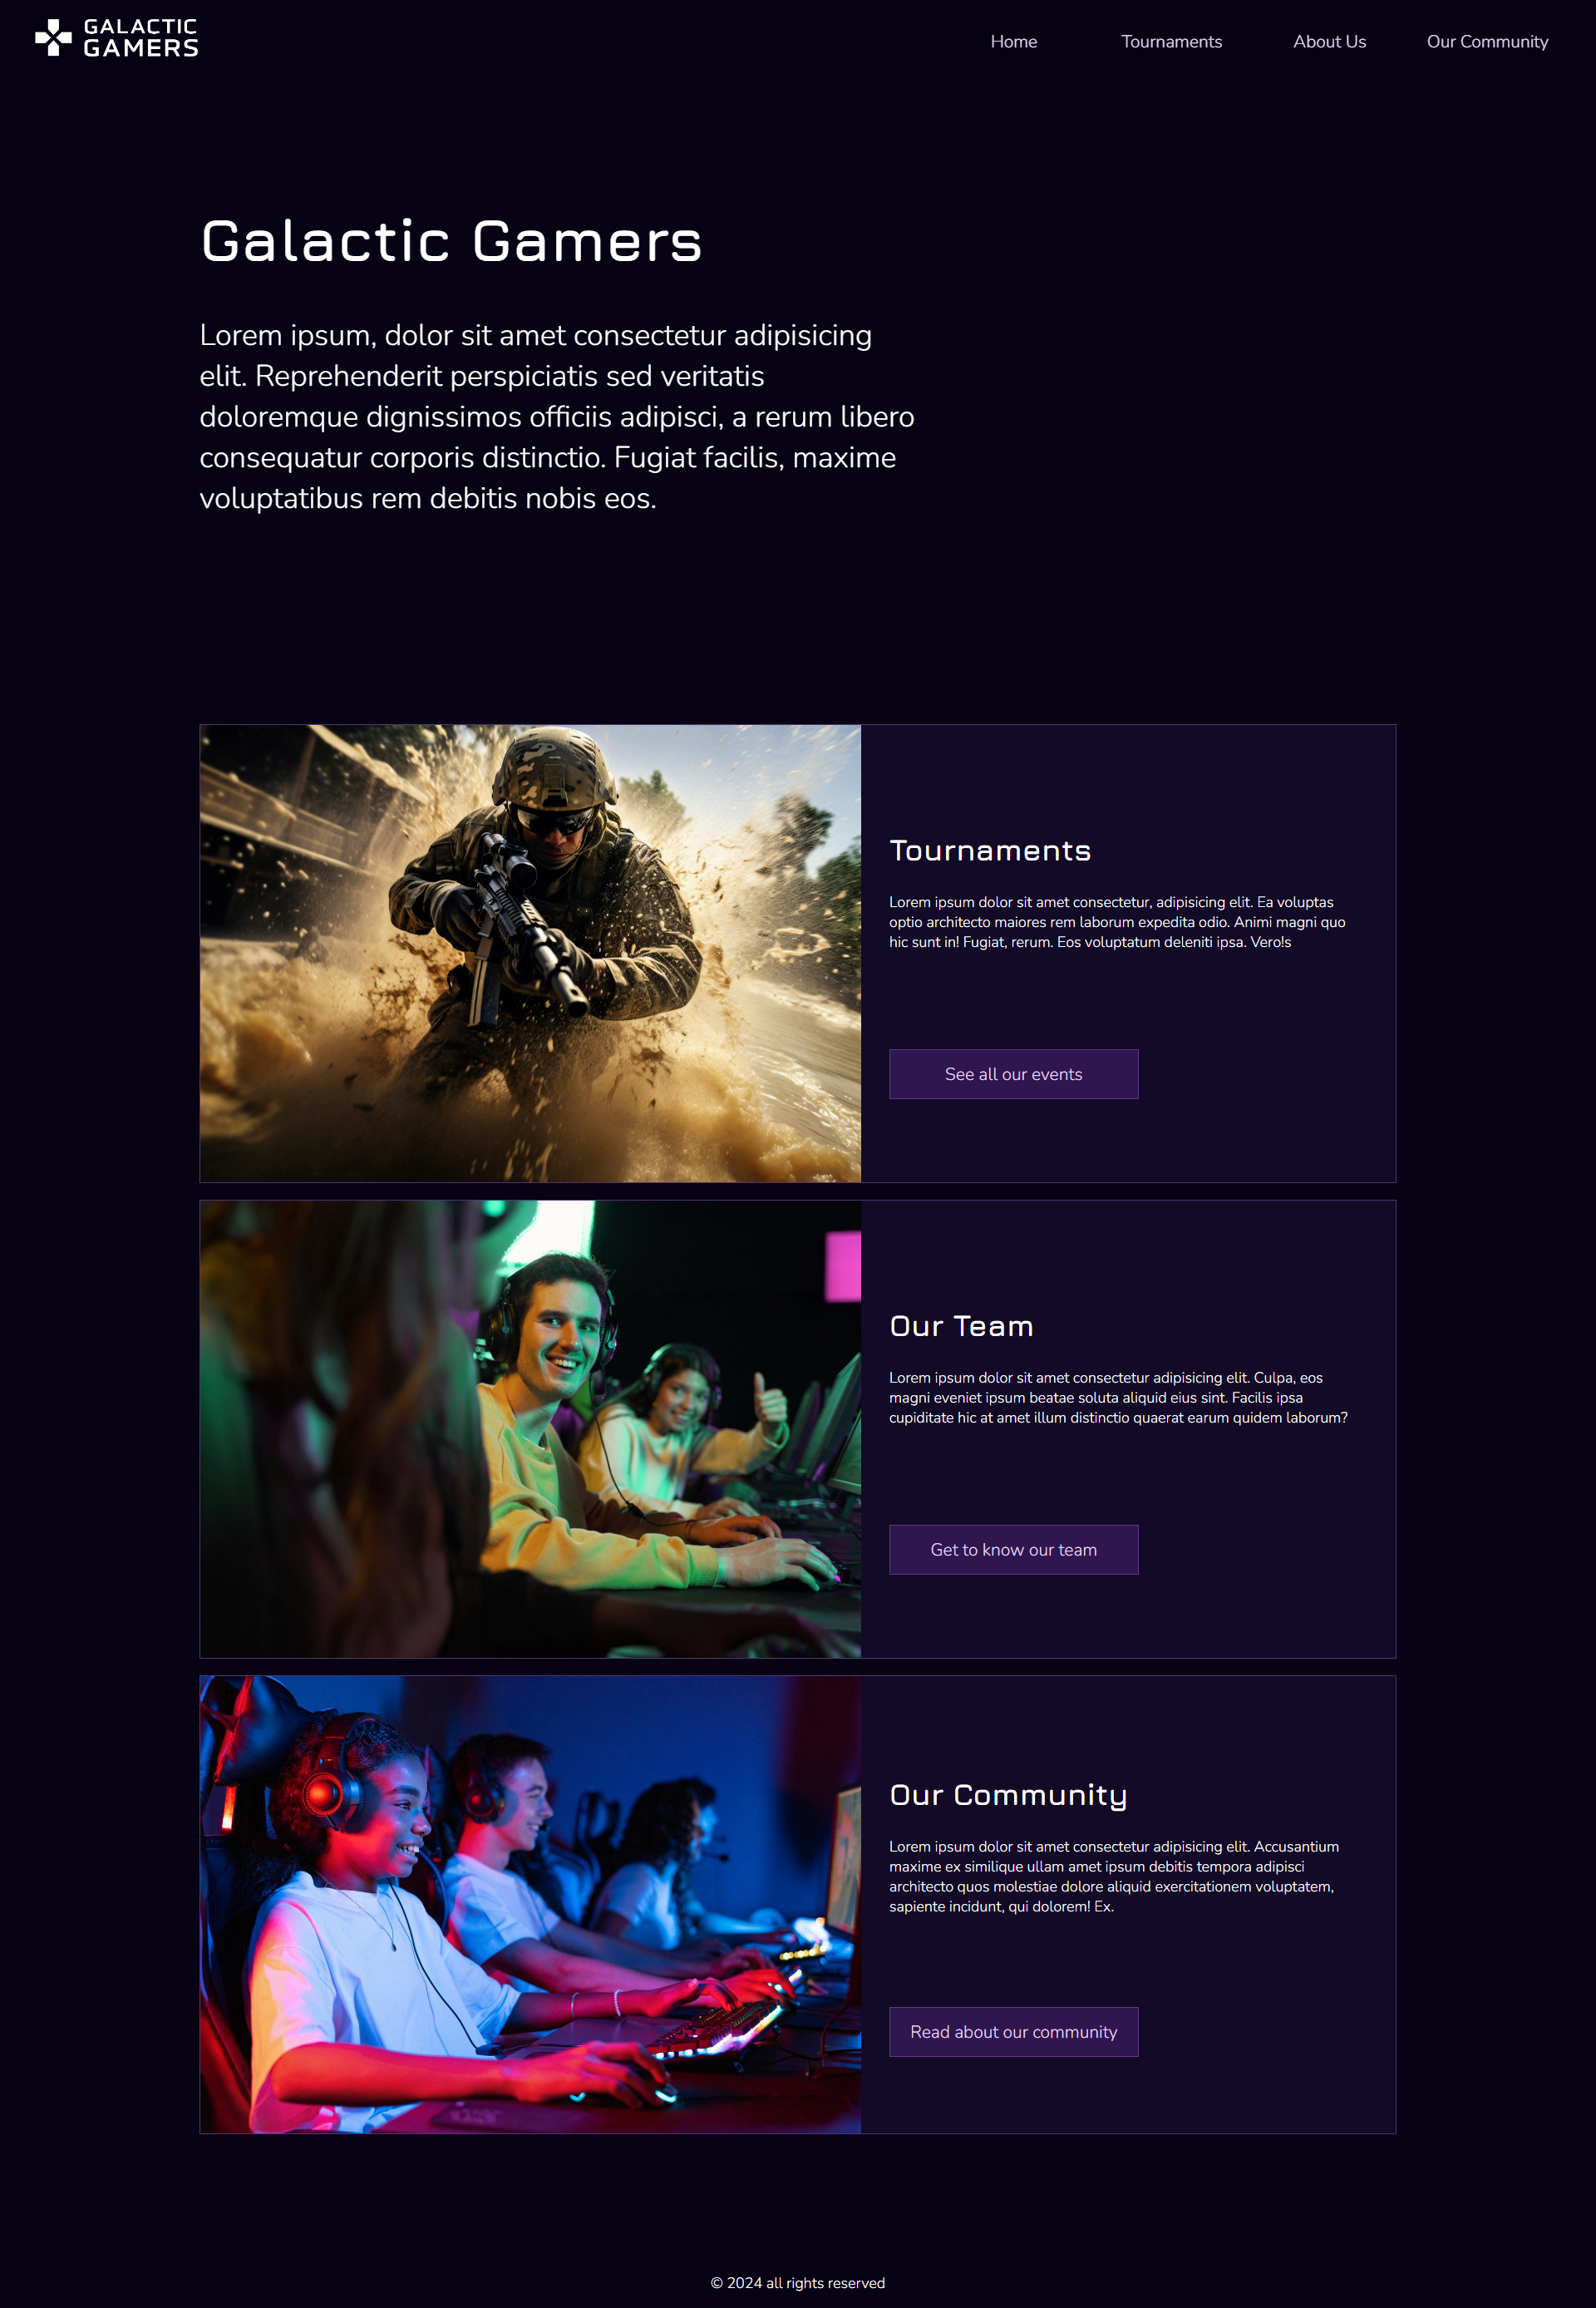 GALACTIC
GAMERS
Home
Tournaments
About Us
Our Community
Galactic Gamers
Lorem ipsum, dolor sit amet consectetur adipisicing
elit. Reprehenderit perspiciatis sed veritatis
doloremque dignissimos officiis adipisci, a rerum libero
consequatur corporis distinctio. Fugiat facilis, maxime
voluptatibus rem debitis nobis eos.
Tournaments
Lorem ipsum dolor sit amet consectetur, adipisicing elit. Ea voluptas
optio architecto maiores rem laborum expedita odio. Animi magni quo
hic sunt in! Fugiat, rerum. Eos voluptatum deleniti ipsa. Vero!s
See all our events
Our Team
Lorem ipsum dolor sit amet consectetur adipisicing elit. Culpa, eos
magni eveniet ipsum beatae soluta aliquid eius sint. Facilis ipsa
cupiditate hic at amet illum distinctio quaerat earum quidem laborum?
Get to know our team
Our Community
Lorem ipsum dolor sit amet consectetur adipisicing elit. Accusantium
maxime ex similique ullam amet ipsum debitis tempora adipisci
architecto quos molestiae dolore aliquid exercitationem voluptatem,
sapiente incidunt, qui dolorem! Ex.
Read about our community
© 2024 all rights reserved